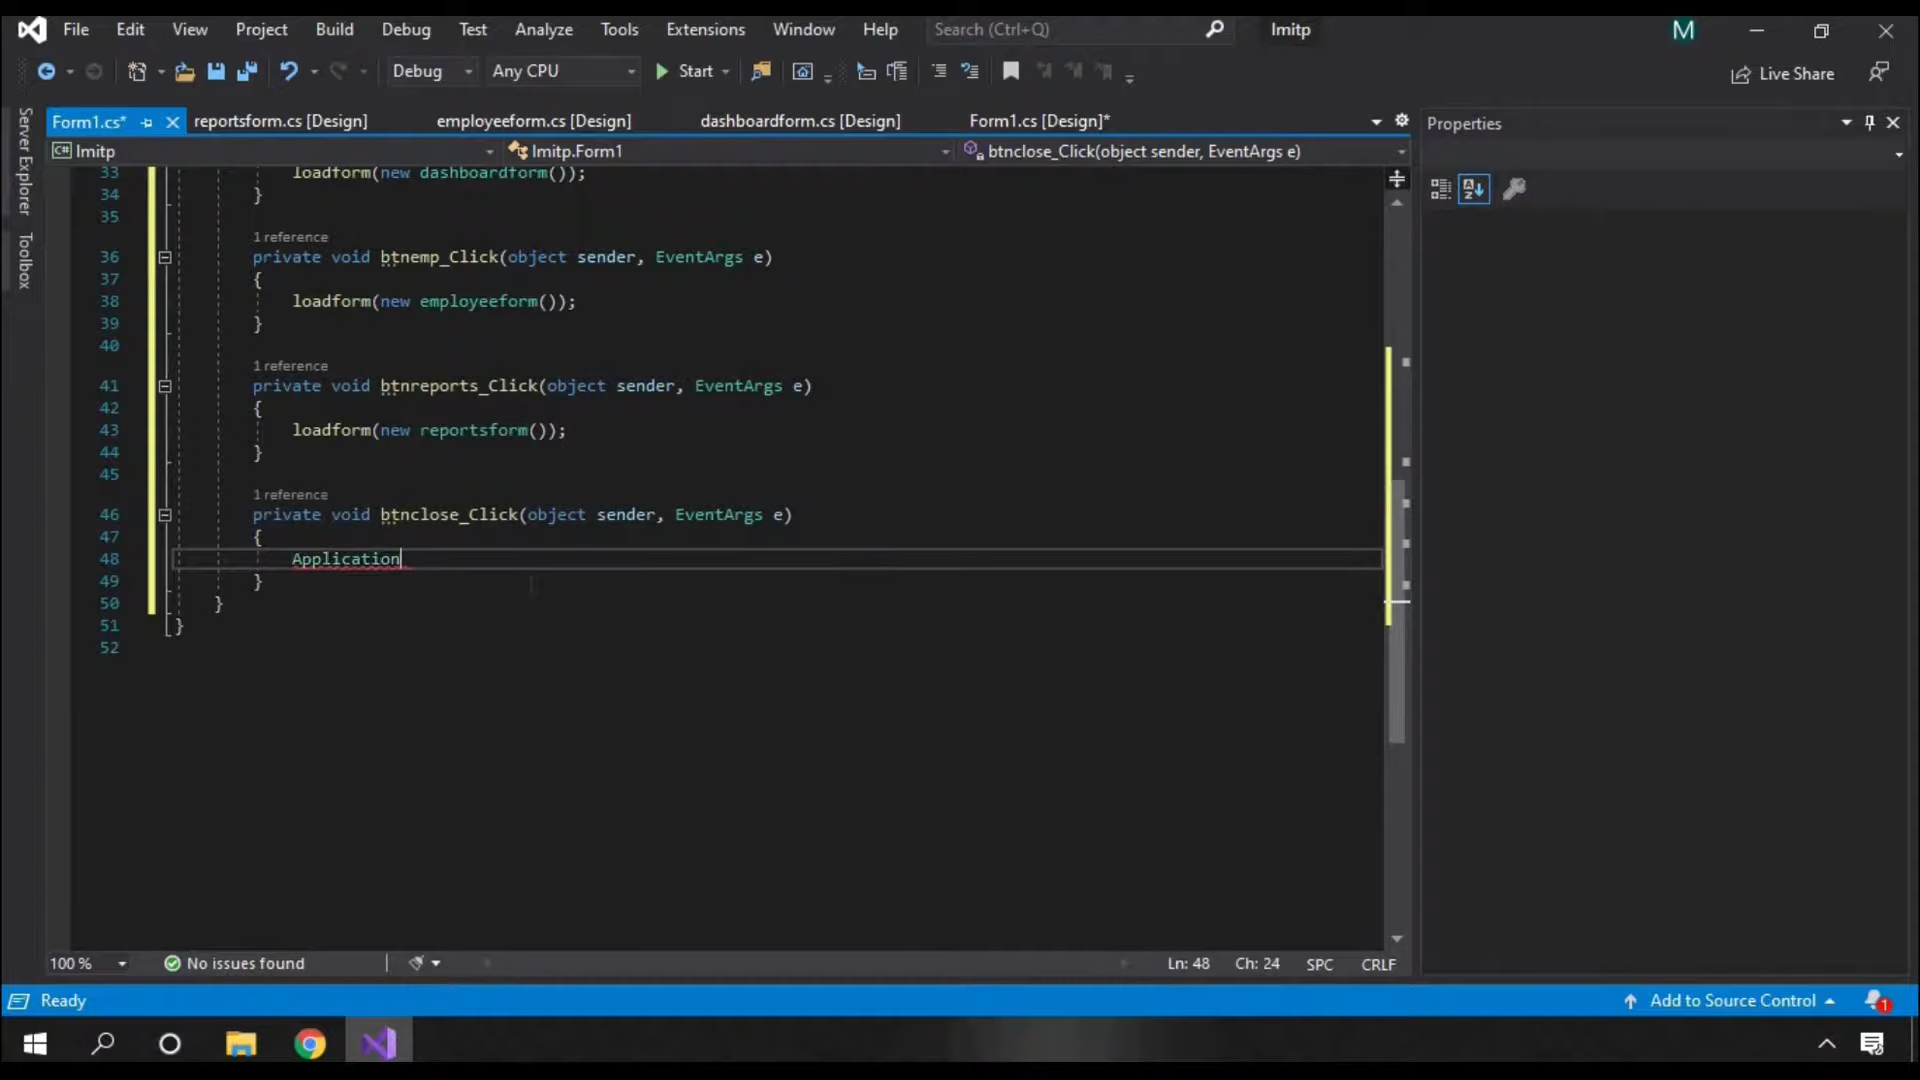 File Edit View Project Build Debug Test Analyze Tools Extensions Window Help Search (Ctrl+Q) Imitp M
Debug Any CPU Start Live Share
Form1.cs* reportsform.cs [Design] employeeform.cs [Design] dashboardform.cs [Design] Form1.cs [Design]* Properties
C# Imitp Imitp.Form1 btnclose_Click(object sender, EventArgs e)
Server Explorer
Toolbox
33 loadform(new dashboardform());
34 }
35
1 reference
36 private void btnemp_Click(object sender, EventArgs e)
37 {
38 loadform(new employeeform());
39 }
40
1 reference
41 private void btnreports_Click(object sender, EventArgs e)
42 {
43 loadform(new reportsform());
44 }
45
1 reference
46 private void btnclose_Click(object sender, EventArgs e)
47 {
48 Application
49 }
50 }
51 }
52
100 % No issues found Ln: 48 Ch: 24 SPC CRLF
Ready Add to Source Control 1